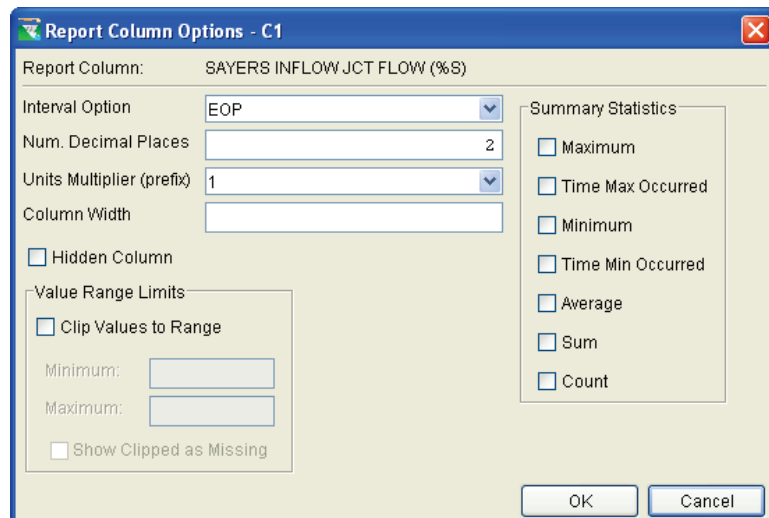 Report Column Options - C1
Report Column: SAYERS INFLOW JCT FLOW (%S)
Interval Option EOP
Num. Decimal Places 2
Units Multiplier (prefix) 1
Column Width
Hidden Column
Value Range Limits
Clip Values to Range
Minimum:
Maximum:
Show Clipped as Missing
Summary Statistics
Maximum
Time Max Occurred
Minimum
Time Min Occurred
Average
Sum
Count
OK Cancel